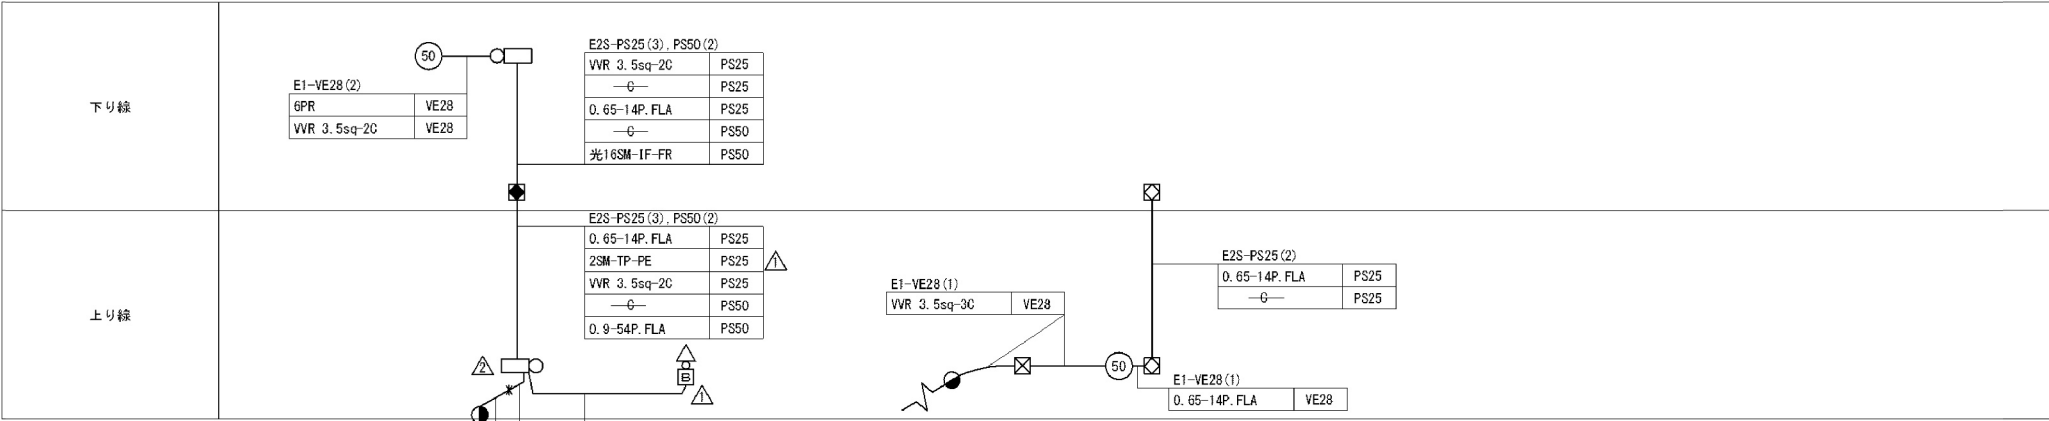 下り線
50
E1-VE28(2)
6PR VE28
VVR 3.5sq-2C VE28
E2S-PS25(3), PS50(2)
VVR 3.5sq-2C PS25
C PS25
0.65-14P.FLA PS25
C PS50
光16SM-IF-FR PS50
上り線
E2S-PS25(3), PS50(2)
0.65-14P.FLA PS25
2SM-TP-PE PS25 1
VVR 3.5sq-2C PS25
C PS50
0.9-54P.FLA PS50
2
B
1
E1-VE28(1)
VVR 3.5sq-3C VE28
50
E2S-PS25(2)
0.65-14P.FLA PS25
C PS25
E1-VE28(1)
0.65-14P.FLA VE28